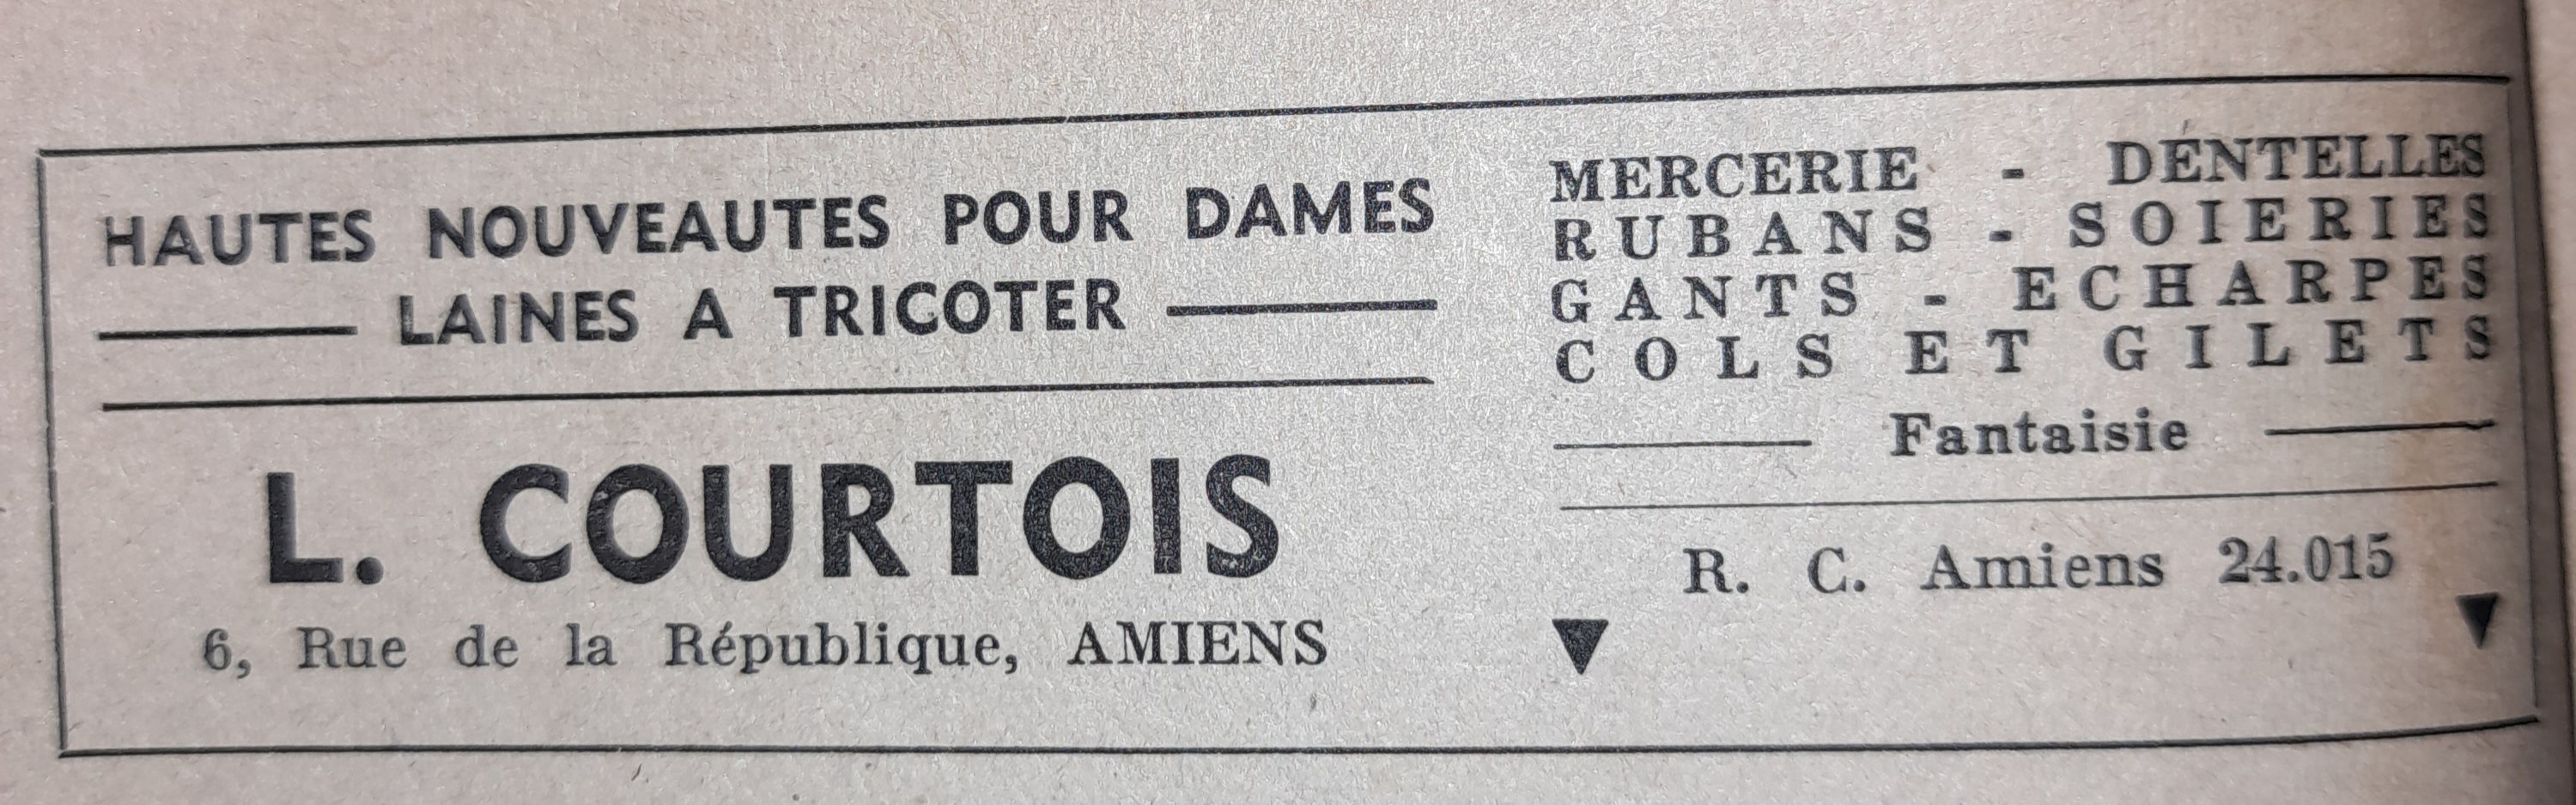 HAUTES NOUVEAUTES POUR DAMES
LAINES A TRICOTER
L. COURTOIS
6, Rue de la République, AMIENS
MERCERIE - DENTELLES
RUBANS - SOIERIES
GANTS - ECHARPES
COLS ET GILETS
Fantaisie
R. C. Amiens 24.015